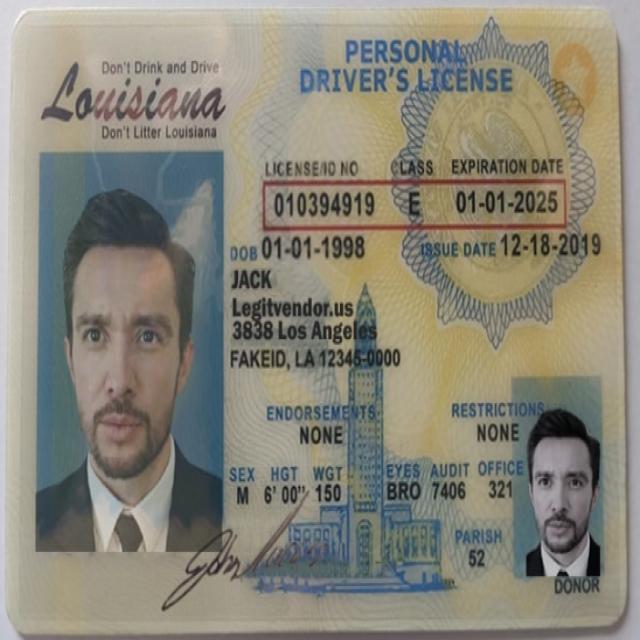 Don't Drink and Drive
Louisiana
Don't Litter Louisiana
PERSONAL
DRIVER'S LICENSE
LICENSE/ID NO CLASS EXPIRATION DATE
010394919 E 01-01-2025
DOB 01-01-1998 ISSUE DATE 12-18-2019
JACK
Legitvendor.us
3838 Los Angeles
FAKEID, LA 12345-0000
ENDORSEMENTS RESTRICTIONS
NONE NONE
SEX HGT WGT EYES AUDIT OFFICE
M 6' 00" 150 BRO 7406 321
PARISH
52
DONOR